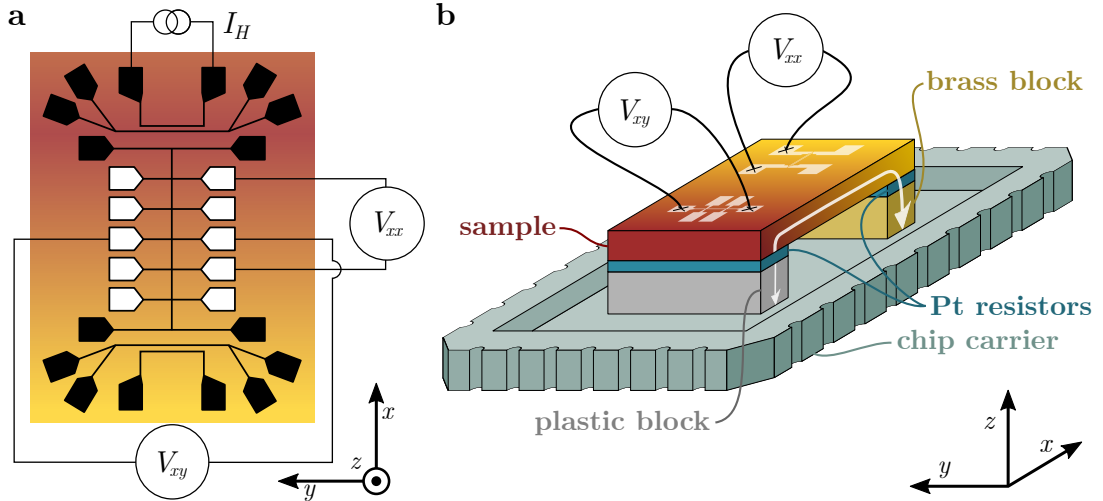 a
I_H
V_xx
V_xy
x
z
y
b
V_xx
V_xy
brass block
sample
Pt resistors
chip carrier
plastic block
z
x
y